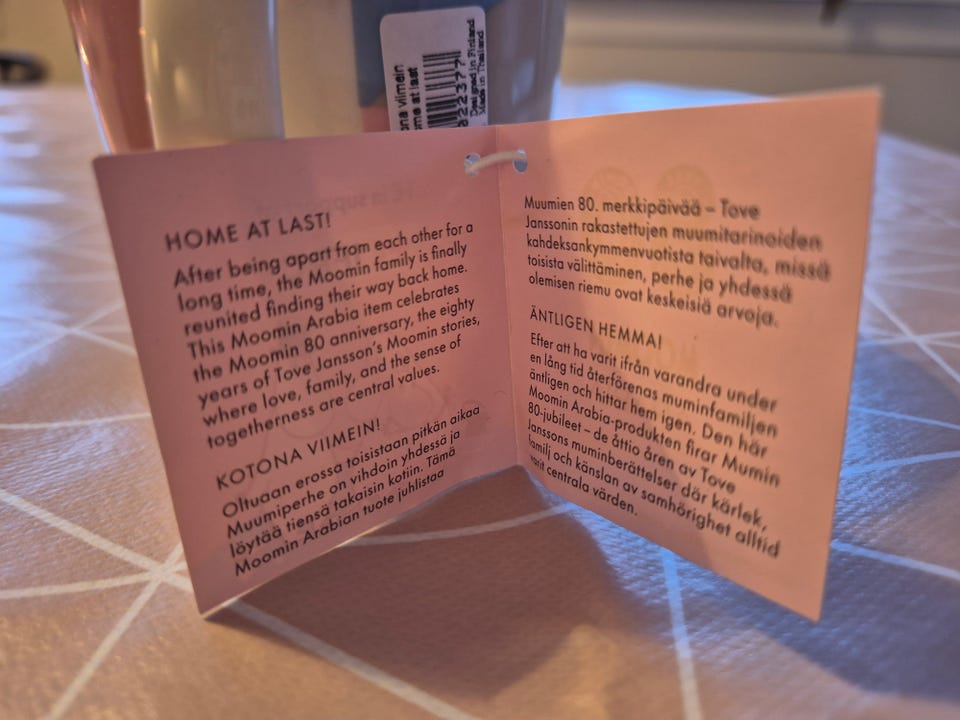 ona viimein
ome at last
822377
Designed in Finland
Made in Thailand
HOME AT LAST!
After being apart from each other for a
long time, the Moomin family is finally
reunited finding their way back home.
This Moomin Arabia item celebrates
the Moomin 80 anniversary, the eighty
years of Tove Jansson's Moomin stories,
where love, family, and the sense of
togetherness are central values.
KOTONA VIIMEIN!
Oltuaan erossa toisistaan pitkän aikaa
Muumiperhe on vihdoin yhdessä ja
löytää tiensä takaisin kotiin. Tämä
Moomin Arabian tuote juhlistaa
Muumien 80. merkkipäivää – Tove
Janssonin rakastettujen muumitarinoiden
kahdeksankymmenvuotista taivalta, missä
toisista välittäminen, perhe ja yhdessä
olemisen riemu ovat keskeisiä arvoja.
ÄNTLIGEN HEMMA!
Efter att ha varit ifrån varandra under
en lång tid återförenas muminfamiljen
äntligen och hittar hem igen. Den här
Moomin Arabia-produkten firar Mumin
80-jubileet – de åttio åren av Tove
Janssons muminberättelser där kärlek,
familj och känslan av samhörighet alltid
varit centrala värden.